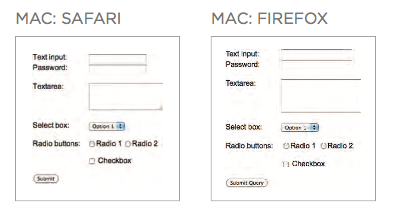 MAC: SAFARI
Text input:
Password:
Textarea:
Select box: Option 1
Radio buttons: Radio 1 Radio 2
Checkbox
Submit
MAC: FIREFOX
Text input:
Password:
Textarea:
Select box: Option 1
Radio buttons: Radio 1 Radio 2
Checkbox
Submit Query